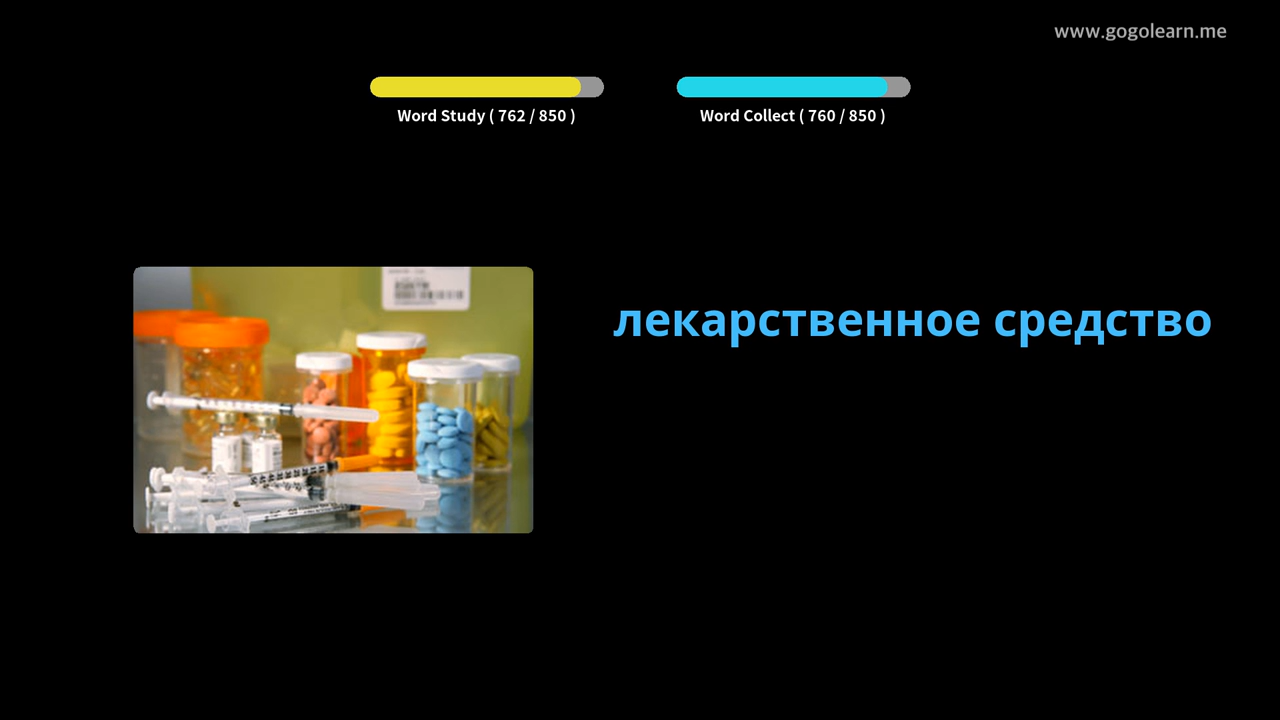 www.gogolearn.me
Word Study ( 762 / 850 )
Word Collect ( 760 / 850 )
лекарственное средство